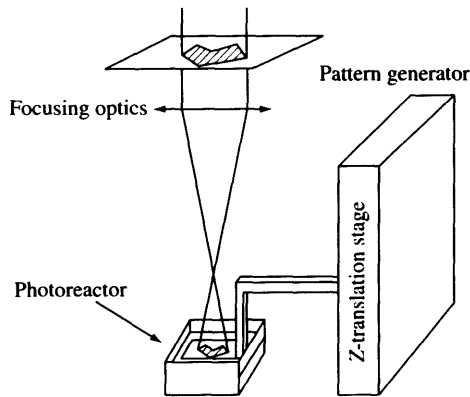 Pattern generator
Focusing optics
Z-translation stage
Photoreactor